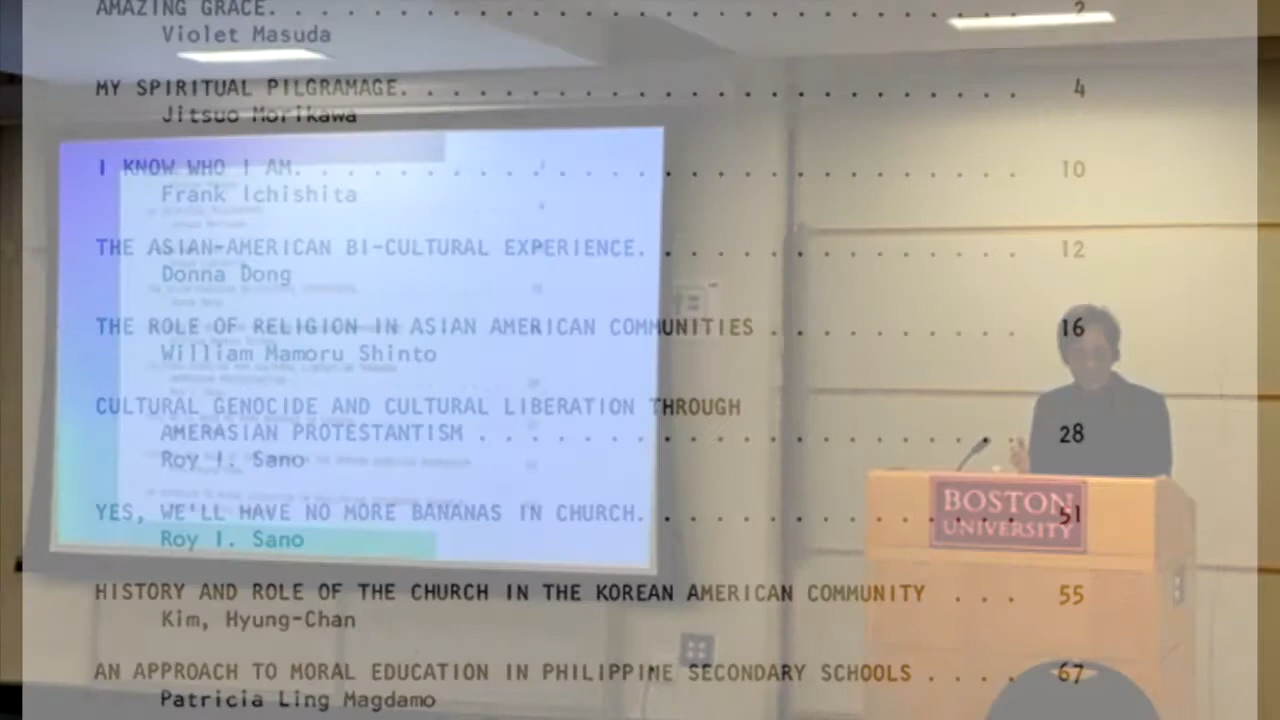 AMAZING GRACE. . . . . . . . . . . . . . . . . . . . . . . . . . . . 2
Violet Masuda
MY SPIRITUAL PILGRAMAGE. . . . . . . . . . . . . . . . . . . . . . . 4
Jitsuo Morikawa
I KNOW WHO I AM. . . . . . . . . . . . . . . . . . . . . . . . . . . 10
Frank Ichishita
THE ASIAN-AMERICAN BI-CULTURAL EXPERIENCE. . . . . . . . . . . . . . 12
Donna Dong
THE ROLE OF RELIGION IN ASIAN AMERICAN COMMUNITIES . . . . . . . . . 16
William Mamoru Shinto
CULTURAL GENOCIDE AND CULTURAL LIBERATION THROUGH
AMERASIAN PROTESTANTISM . . . . . . . . . . . . . . . . . . . . 28
Roy I. Sano
YES, WE'LL HAVE NO MORE BANANAS IN CHURCH. . . . . . . . . . . . . . 51
Roy I. Sano
HISTORY AND ROLE OF THE CHURCH IN THE KOREAN AMERICAN COMMUNITY . . . 55
Kim, Hyung-Chan
AN APPROACH TO MORAL EDUCATION IN PHILIPPINE SECONDARY SCHOOLS . . . . 67
Patricia Ling Magdamo
BOSTON
UNIVERSITY